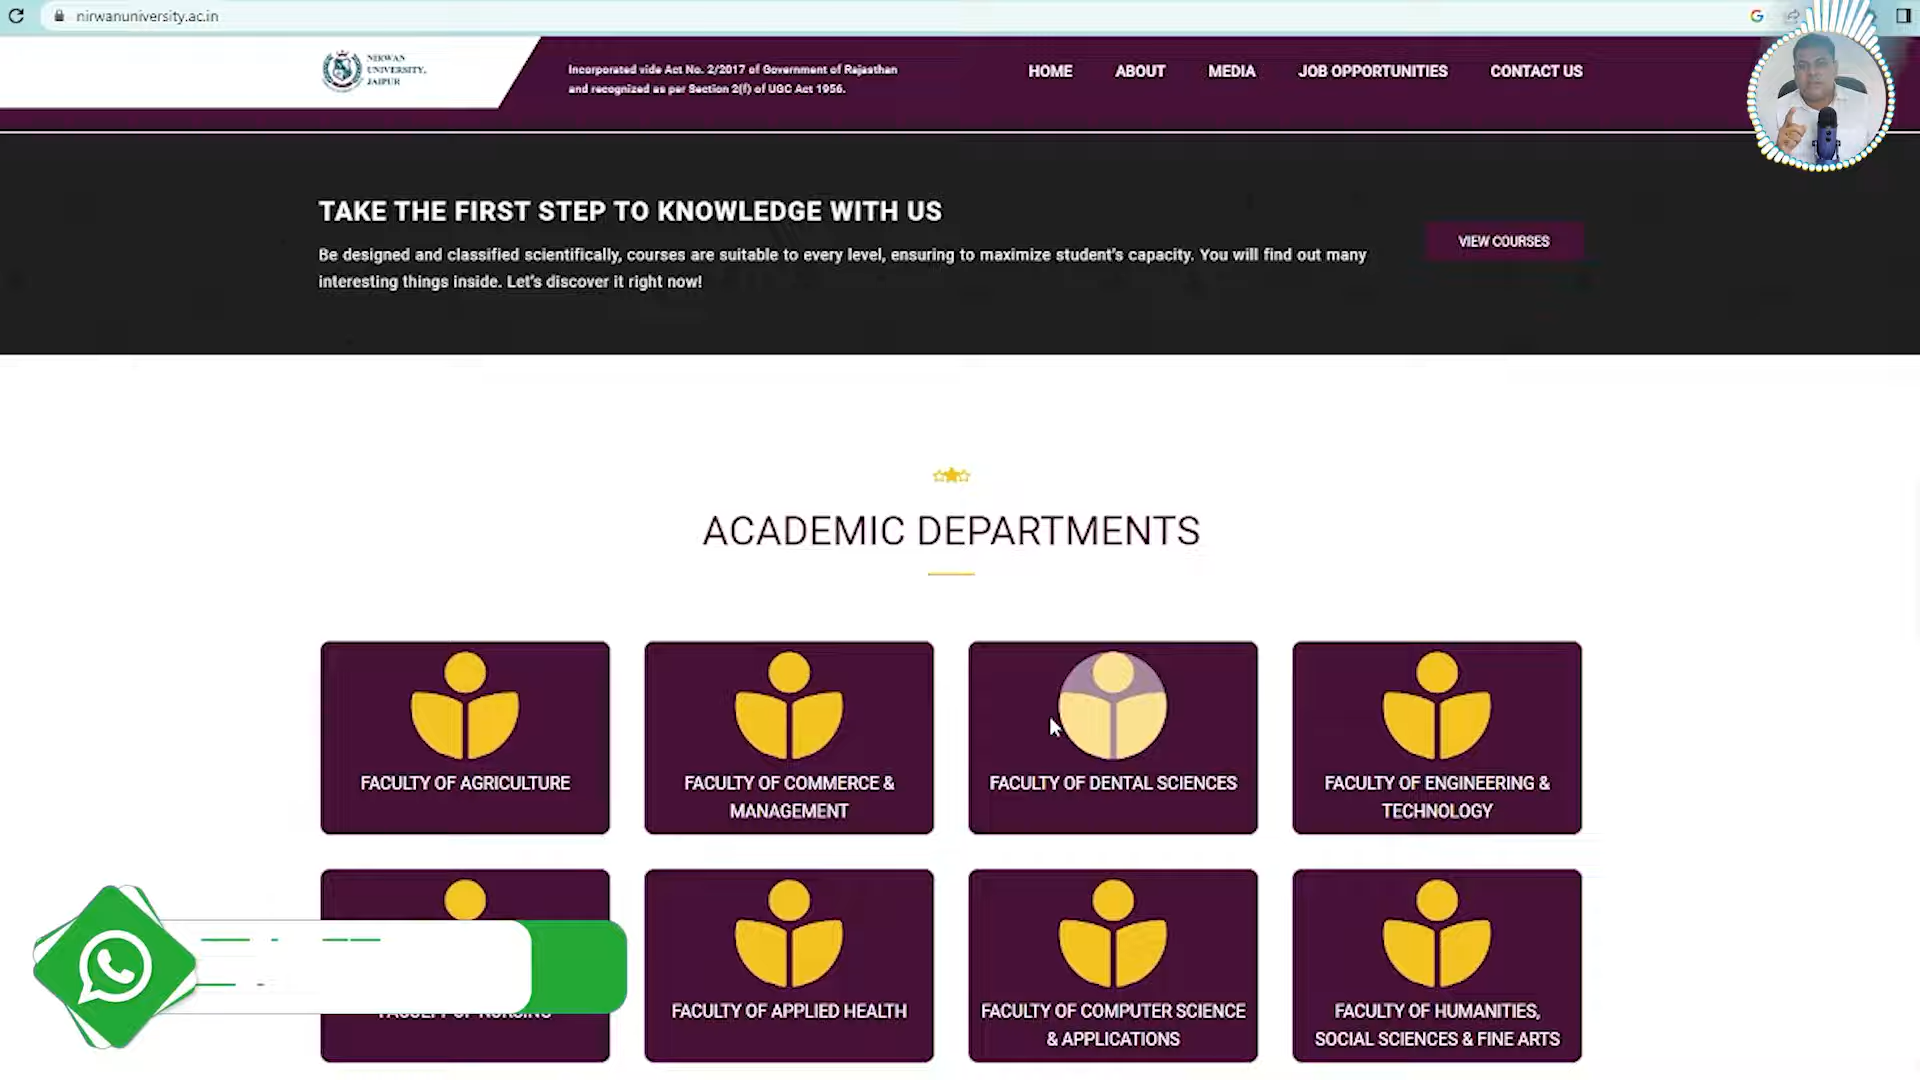 nirwanuniversity.ac.in
NIRWAN
UNIVERSITY,
JAIPUR
Incorporated vide Act No. 2/2017 of Government of Rajasthan
and recognized as per Section 2(f) of UGC Act 1956.
HOME
ABOUT
MEDIA
JOB OPPORTUNITIES
CONTACT US
TAKE THE FIRST STEP TO KNOWLEDGE WITH US
Be designed and classified scientifically, courses are suitable to every level, ensuring to maximize student's capacity. You will find out many
interesting things inside. Let's discover it right now!
VIEW COURSES
ACADEMIC DEPARTMENTS
FACULTY OF AGRICULTURE
FACULTY OF COMMERCE &
MANAGEMENT
FACULTY OF DENTAL SCIENCES
FACULTY OF ENGINEERING &
TECHNOLOGY
FACULTY OF NURSING
FACULTY OF APPLIED HEALTH
FACULTY OF COMPUTER SCIENCE
& APPLICATIONS
FACULTY OF HUMANITIES,
SOCIAL SCIENCES & FINE ARTS